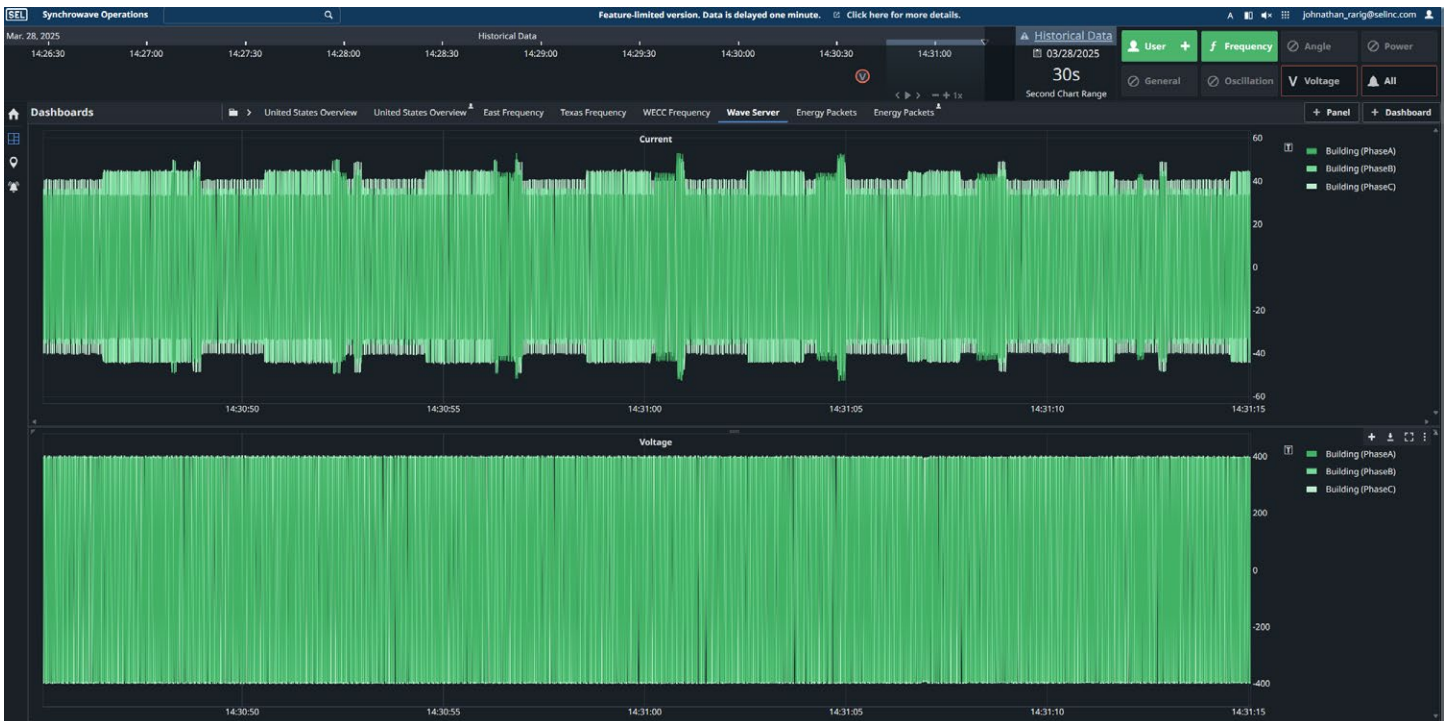 SEL Synchrowave Operations Feature-limited version. Data is delayed one minute. Click here for more details. A johnathan_rarig@selinc.com
Mar. 28, 2025 Historical Data
14:26:30 14:27:00 14:27:30 14:28:00 14:28:30 14:29:00 14:29:30 14:30:00 14:30:30 14:31:00
V
1x
Historical Data
03/28/2025
30s
Second Chart Range
User + f Frequency Angle Power
General Oscillation V Voltage All
Dashboards > United States Overview United States Overview East Frequency Texas Frequency WECC Frequency Wave Server Energy Packets Energy Packets + Panel + Dashboard
Current
60
40
20
0
-20
-40
-60
T
Building (PhaseA)
Building (PhaseB)
Building (PhaseC)
14:30:50 14:30:55 14:31:00 14:31:05 14:31:10 14:31:15
Voltage
400
200
0
-200
-400
T
Building (PhaseA)
Building (PhaseB)
Building (PhaseC)
14:30:50 14:30:55 14:31:00 14:31:05 14:31:10 14:31:15